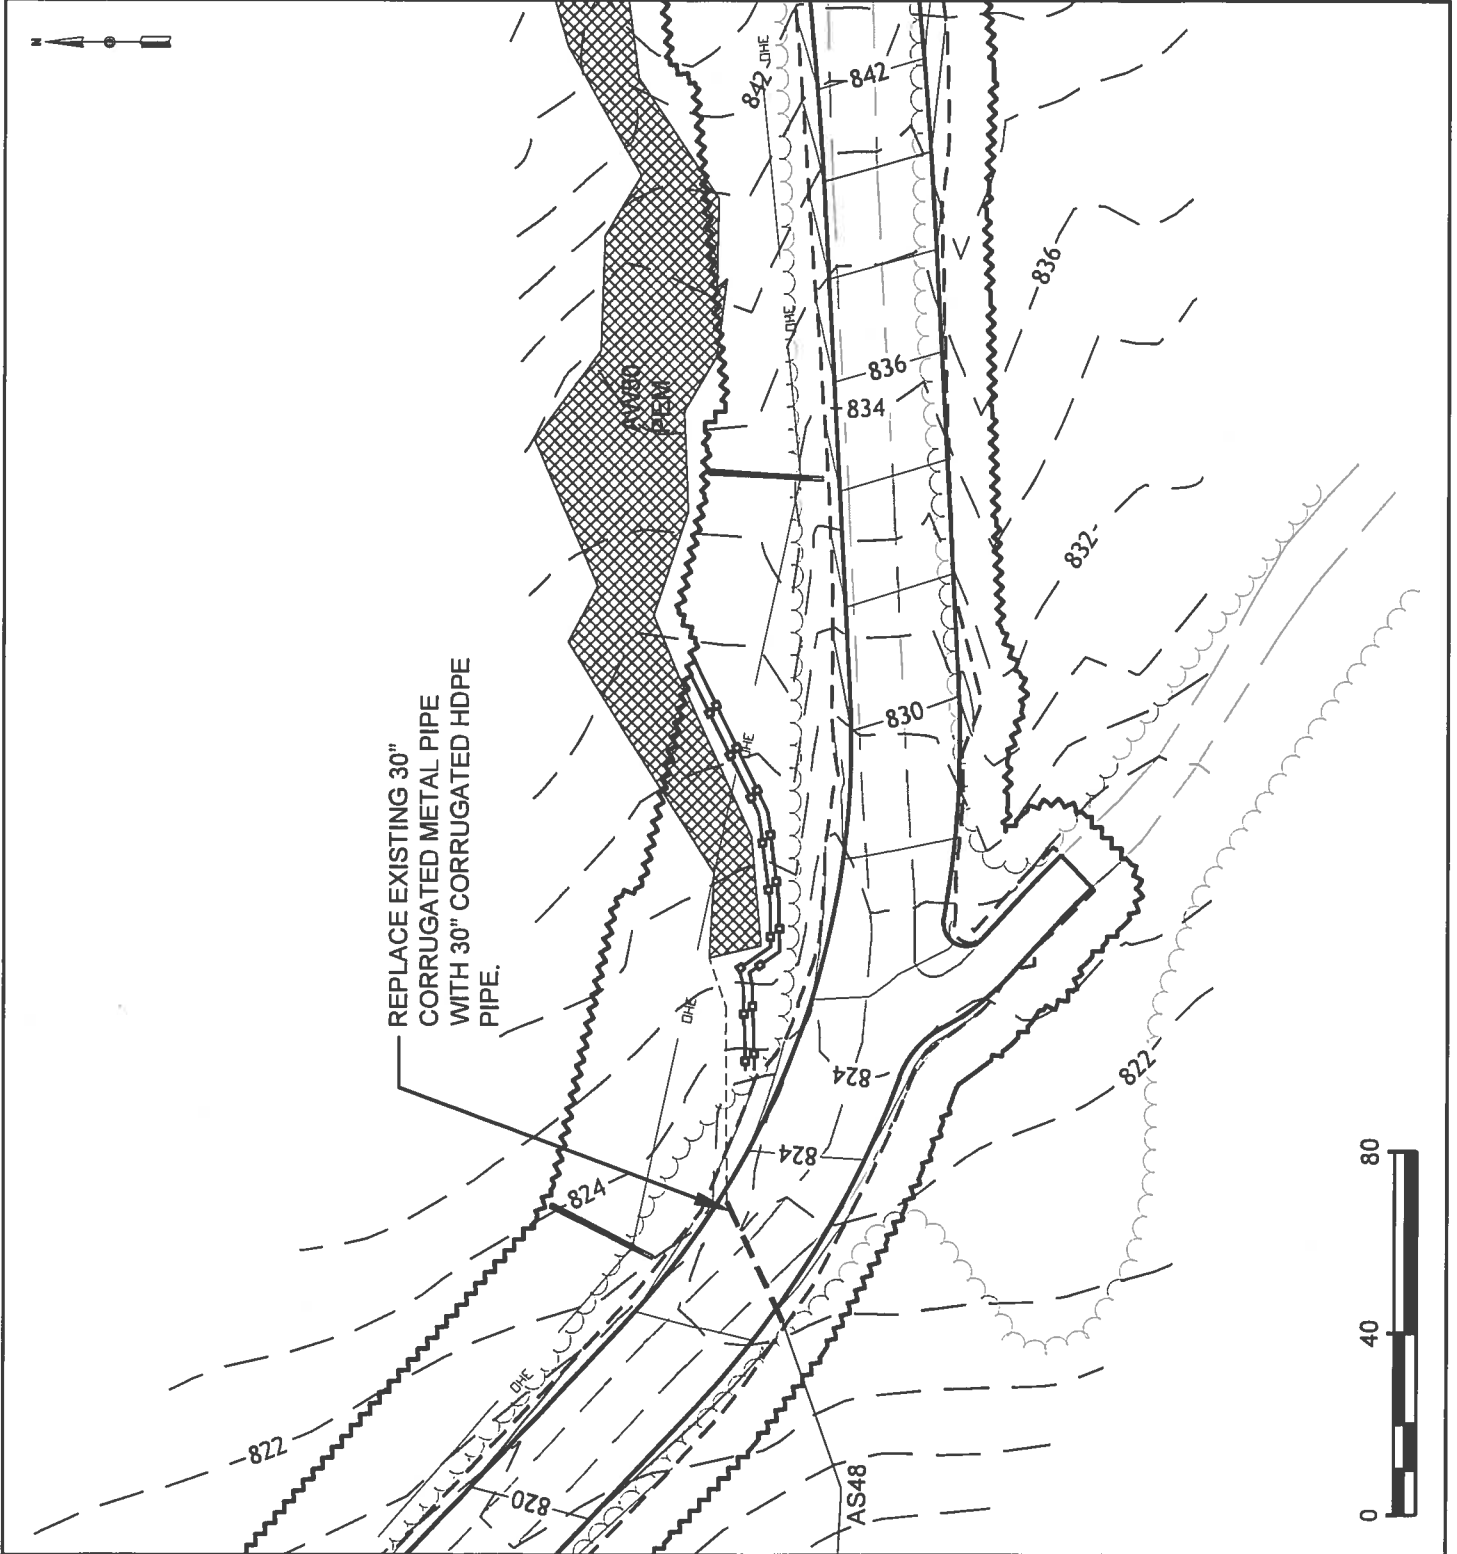 N
842
OHE
842
836
OHE
836
834
AW80
PEM
832
REPLACE EXISTING 30"
CORRUGATED METAL PIPE
WITH 30" CORRUGATED HDPE
PIPE.
830
OHE
OHE
824
822
824
824
OHE
822
820
AS48
0
40
80